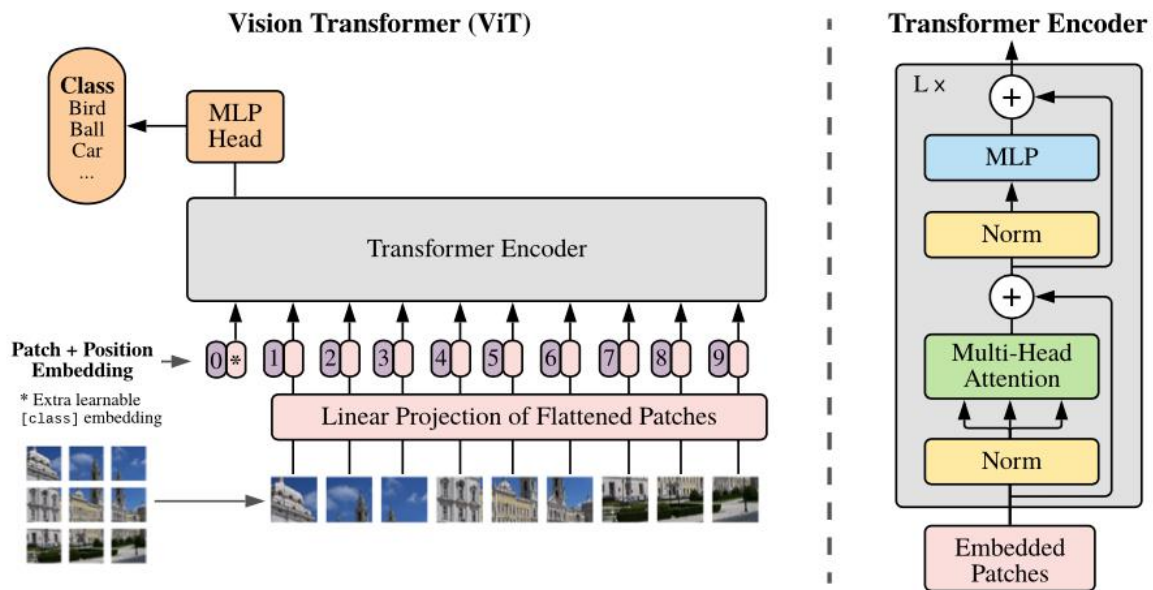 Vision Transformer (ViT)
Class
Bird
Ball
Car
...
MLP
Head
Transformer Encoder
Patch + Position
Embedding
0 * 1 2 3 4 5 6 7 8 9
* Extra learnable
[class] embedding
Linear Projection of Flattened Patches
Transformer Encoder
L ×
+
MLP
Norm
+
Multi-Head
Attention
Norm
Embedded
Patches